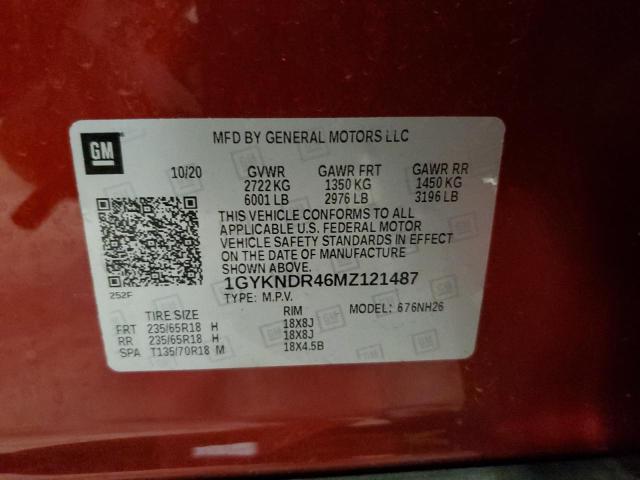 GM
MFD BY GENERAL MOTORS LLC
10/20 GVWR GAWR FRT GAWR RR
2722 KG 1350 KG 1450 KG
6001 LB 2976 LB 3196 LB
THIS VEHICLE CONFORMS TO ALL
APPLICABLE U.S. FEDERAL MOTOR
VEHICLE SAFETY STANDARDS IN EFFECT
ON THE DATE OF MANUFACTURE
SHOWN ABOVE.
1GYKNDR46MZ121487
252F
TYPE: M.P.V. MODEL: 676NH26
TIRE SIZE RIM
FRT 235/65R18 H 18X8J
RR 235/65R18 H 18X8J
SPA T135/70R18 M 18X4.5B